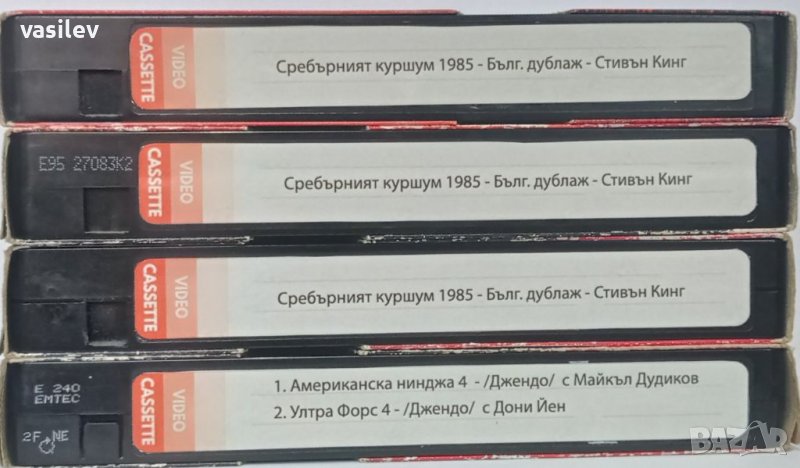 vasilev
VIDEO
CASSETTE
Сребърният куршум 1985 - Бълг. дублаж - Стивън Кинг
E95 27083K2
VIDEO
CASSETTE
Сребърният куршум 1985 - Бълг. дублаж - Стивън Кинг
VIDEO
CASSETTE
Сребърният куршум 1985 - Бълг. дублаж - Стивън Кинг
E 240
EMTEC
2F NE
VIDEO
CASSETTE
1. Американска нинджа 4 - /Джендо/ с Майкъл Дудиков
2. Ултра Форс 4 - /Джендо/ с Дони Йен
BAZAR